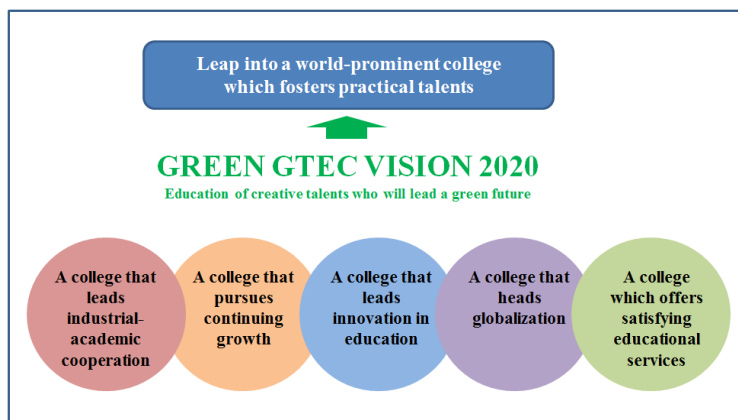 Leap into a world-prominent college
which fosters practical talents
GREEN GTEC VISION 2020
Education of creative talents who will lead a green future
A college that
leads
industrial-
academic
cooperation
A college that
pursues
continuing
growth
A college that
leads
innovation in
education
A college that
heads
globalization
A college
which offers
satisfying
educational
services